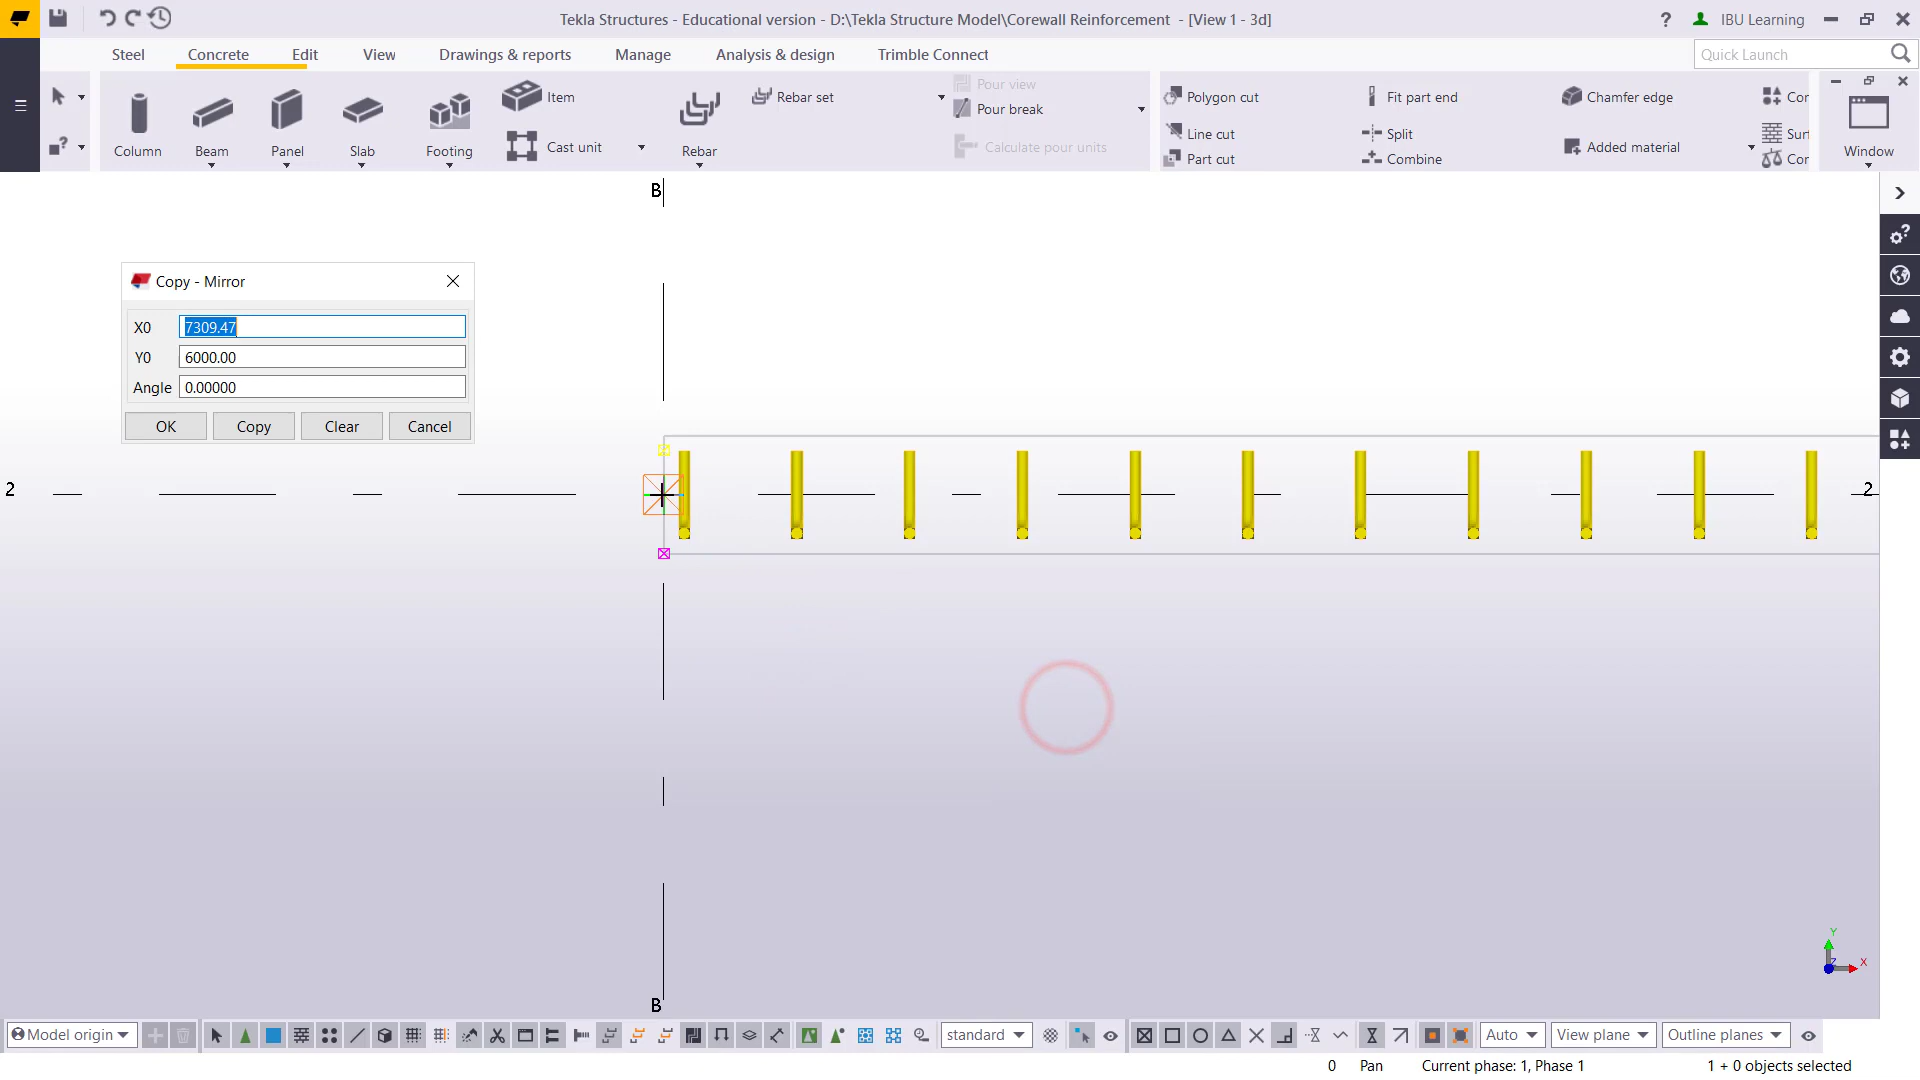 Tekla Structures - Educational version - D:\Tekla Structure Model\Corewall Reinforcement - [View 1 - 3d]
? IBU Learning
Steel Concrete Edit View Drawings & reports Manage Analysis & design Trimble Connect
Quick Launch
Item
Rebar set
Pour view
Pour break
Polygon cut
Fit part end
Chamfer edge
Cor
Line cut
Split
Sur
Cast unit
Calculate pour units
Added material
Column Beam Panel Slab Footing Rebar
Part cut
Combine
Cor
Window
B
Copy - Mirror
X0 7309.47
Y0 6000.00
Angle 0.00000
OK Copy Clear Cancel
2 2
B
Y
X
Z
Model origin
standard
Auto
View plane
Outline planes
0 Pan Current phase: 1, Phase 1 1 + 0 objects selected